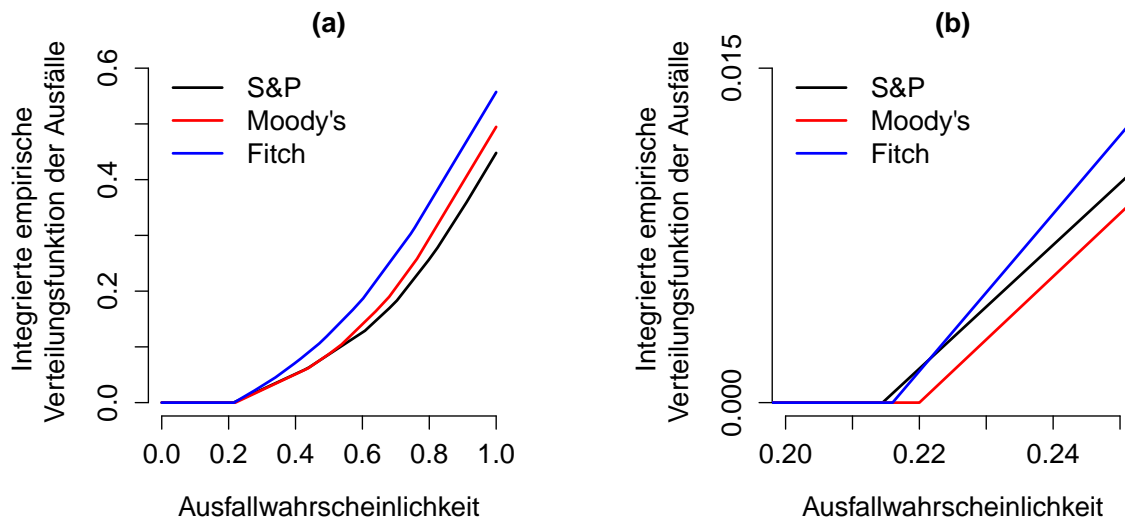 (a)
Integrierte empirische
Verteilungsfunktion der Ausfälle
0.6
0.4
0.2
0.0
S&P
Moody's
Fitch
0.0 0.2 0.4 0.6 0.8 1.0
Ausfallwahrscheinlichkeit
(b)
Integrierte empirische
Verteilungsfunktion der Ausfälle
0.015
0.000
S&P
Moody's
Fitch
0.20 0.22 0.24
Ausfallwahrscheinlichkeit